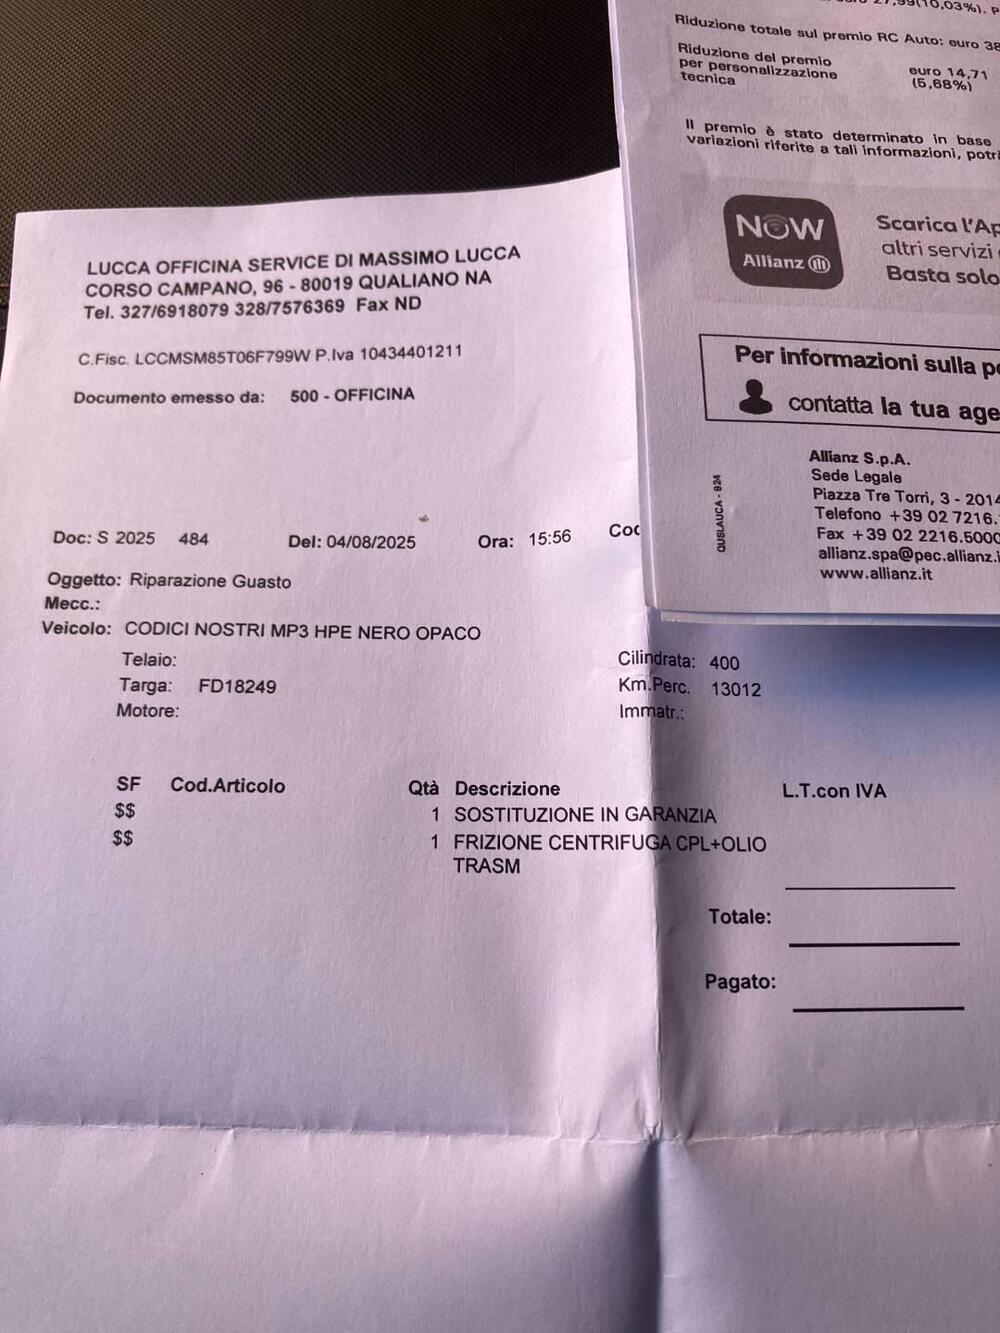 LUCCA OFFICINA SERVICE DI MASSIMO LUCCA
CORSO CAMPANO, 96 - 80019 QUALIANO NA
Tel. 327/6918079 328/7576369 Fax ND
C.Fisc. LCCMSM85T06F799W P.Iva 10434401211
Documento emesso da: 500 - OFFICINA
Doc: S 2025 484 Del: 04/08/2025 Ora: 15:56
Oggetto: Riparazione Guasto
Mecc.:
Veicolo: CODICI NOSTRI MP3 HPE NERO OPACO
Telaio: Cilindrata: 400
Targa: FD18249 Km.Perc. 13012
Motore: Immatr.:
SF Cod.Articolo Qtà Descrizione L.T.con IVA
$$ 1 SOSTITUZIONE IN GARANZIA
$$ 1 FRIZIONE CENTRIFUGA CPL+OLIO
TRASM
Totale:
Pagato:
(10,03%).
Riduzione totale sul premio RC Auto: euro
Riduzione del premio
per personalizzazione
tecnica
euro 14,71
(5,68%)
Il premio è stato determinato in base
variazioni riferite a tali informazioni,
NOW
Allianz
Scarica
altri servizi
Basta solo
Per informazioni sulla
contatta la tua
Allianz S.p.A.
Sede Legale
Piazza Tre Torri, 3 -
Telefono +39 02 7216.
Fax +39 02 2216.5000
allianz.spa@pec.allianz.
www.allianz.it
QUSLAUCA - 924